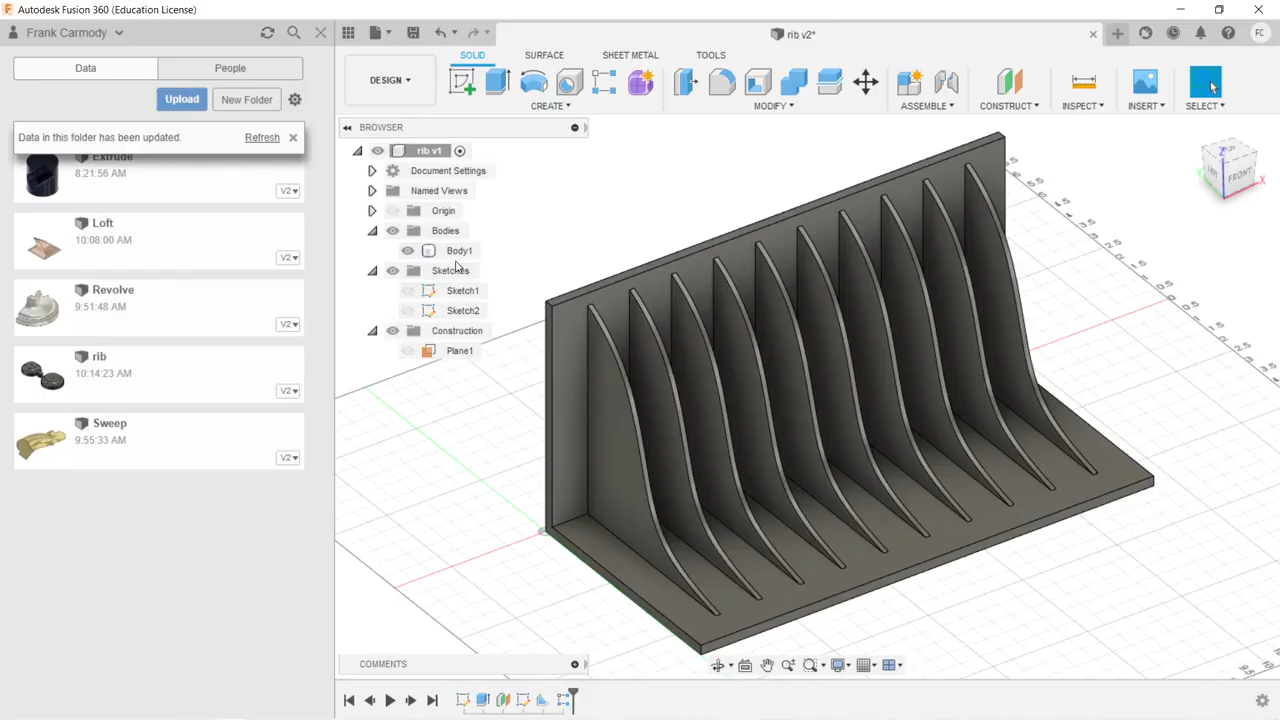 Autodesk Fusion 360 (Education License)
Frank Carmody
rib v2*
FC
Data
People
Upload
New Folder
Data in this folder has been updated.
Refresh
Extrude
8:21:56 AM
V2
Loft
10:08:00 AM
V2
Revolve
9:51:48 AM
V2
rib
10:14:23 AM
V2
Sweep
9:55:33 AM
V2
SOLID
SURFACE
SHEET METAL
TOOLS
DESIGN
CREATE
MODIFY
ASSEMBLE
CONSTRUCT
INSPECT
INSERT
SELECT
BROWSER
rib v1
Document Settings
Named Views
Origin
Bodies
Body1
Sketches
Sketch1
Sketch2
Construction
Plane1
Z
X
LEFT
FRONT
COMMENTS